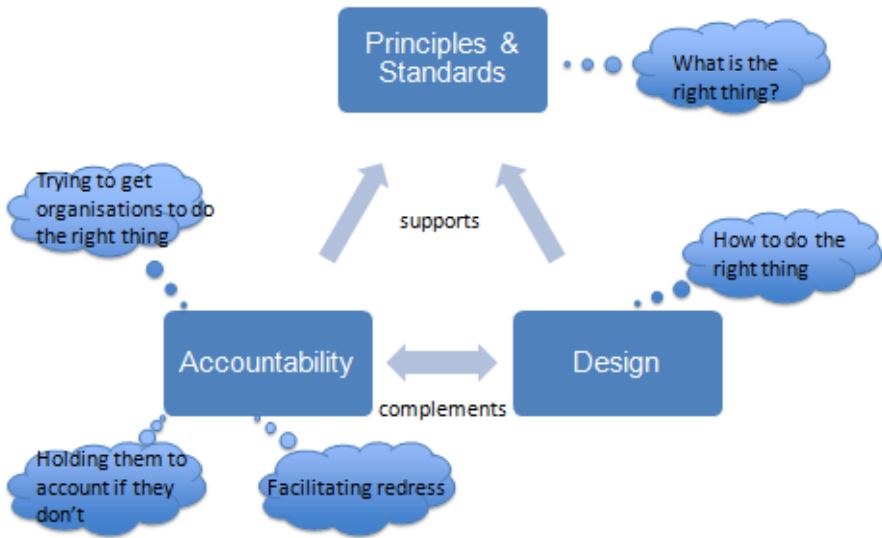 Principles &
Standards
What is the
right thing?
Trying to get
organisations to do
the right thing
supports
How to do the
right thing
Accountability
Design
complements
Holding them to
account if they
don't
Facilitating redress